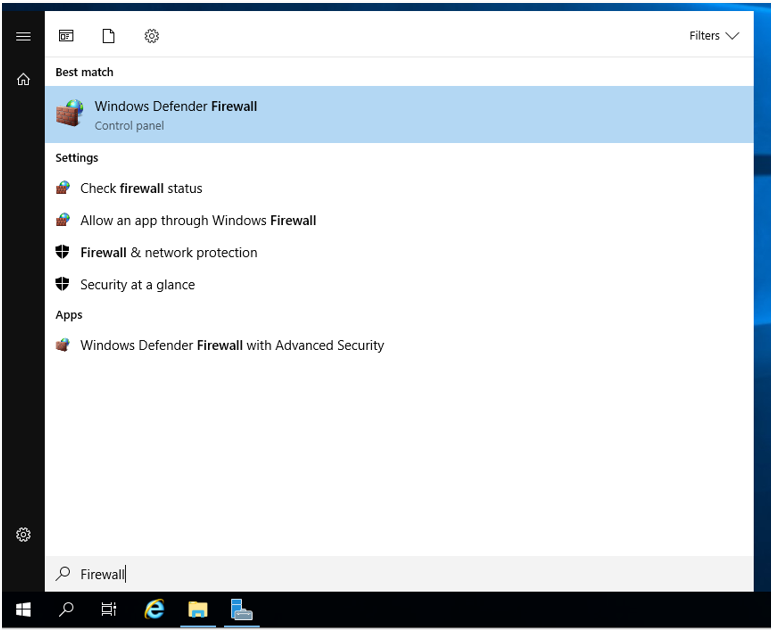 Filters
Best match
Windows Defender Firewall
Control panel
Settings
Check firewall status
Allow an app through Windows Firewall
Firewall & network protection
Security at a glance
Apps
Windows Defender Firewall with Advanced Security
Firewall